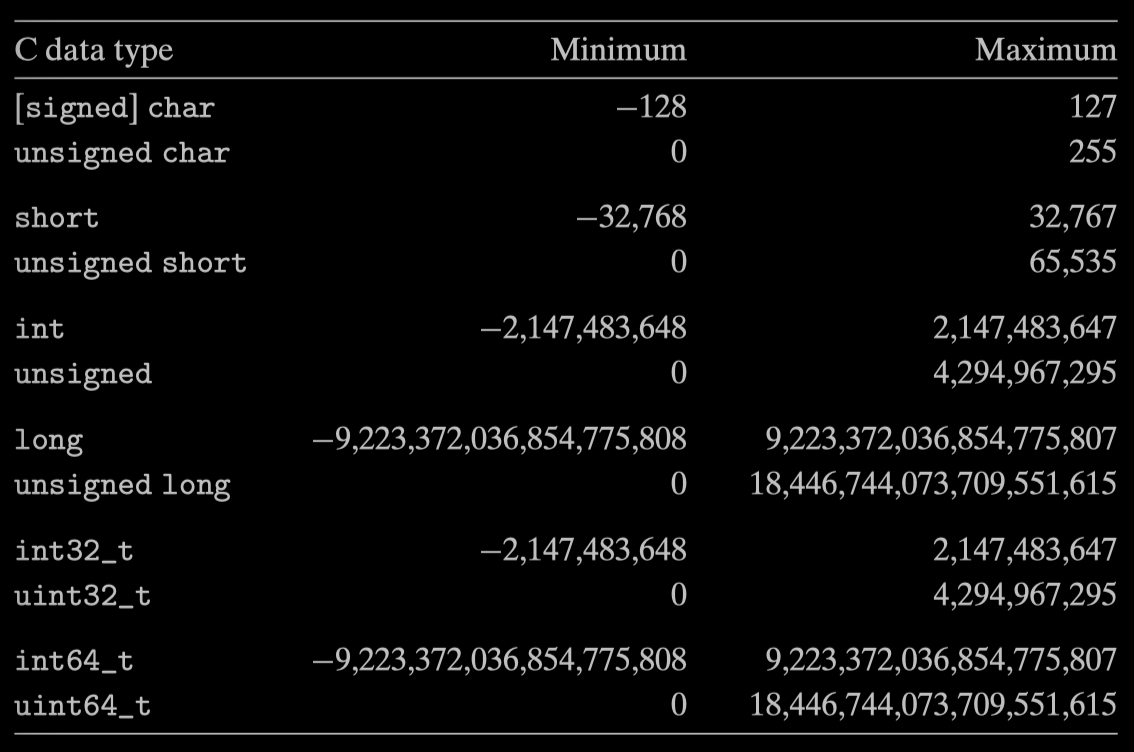 C data type Minimum Maximum
[signed] char −128 127
unsigned char 0 255
short −32,768 32,767
unsigned short 0 65,535
int −2,147,483,648 2,147,483,647
unsigned 0 4,294,967,295
long −9,223,372,036,854,775,808 9,223,372,036,854,775,807
unsigned long 0 18,446,744,073,709,551,615
int32_t −2,147,483,648 2,147,483,647
uint32_t 0 4,294,967,295
int64_t −9,223,372,036,854,775,808 9,223,372,036,854,775,807
uint64_t 0 18,446,744,073,709,551,615